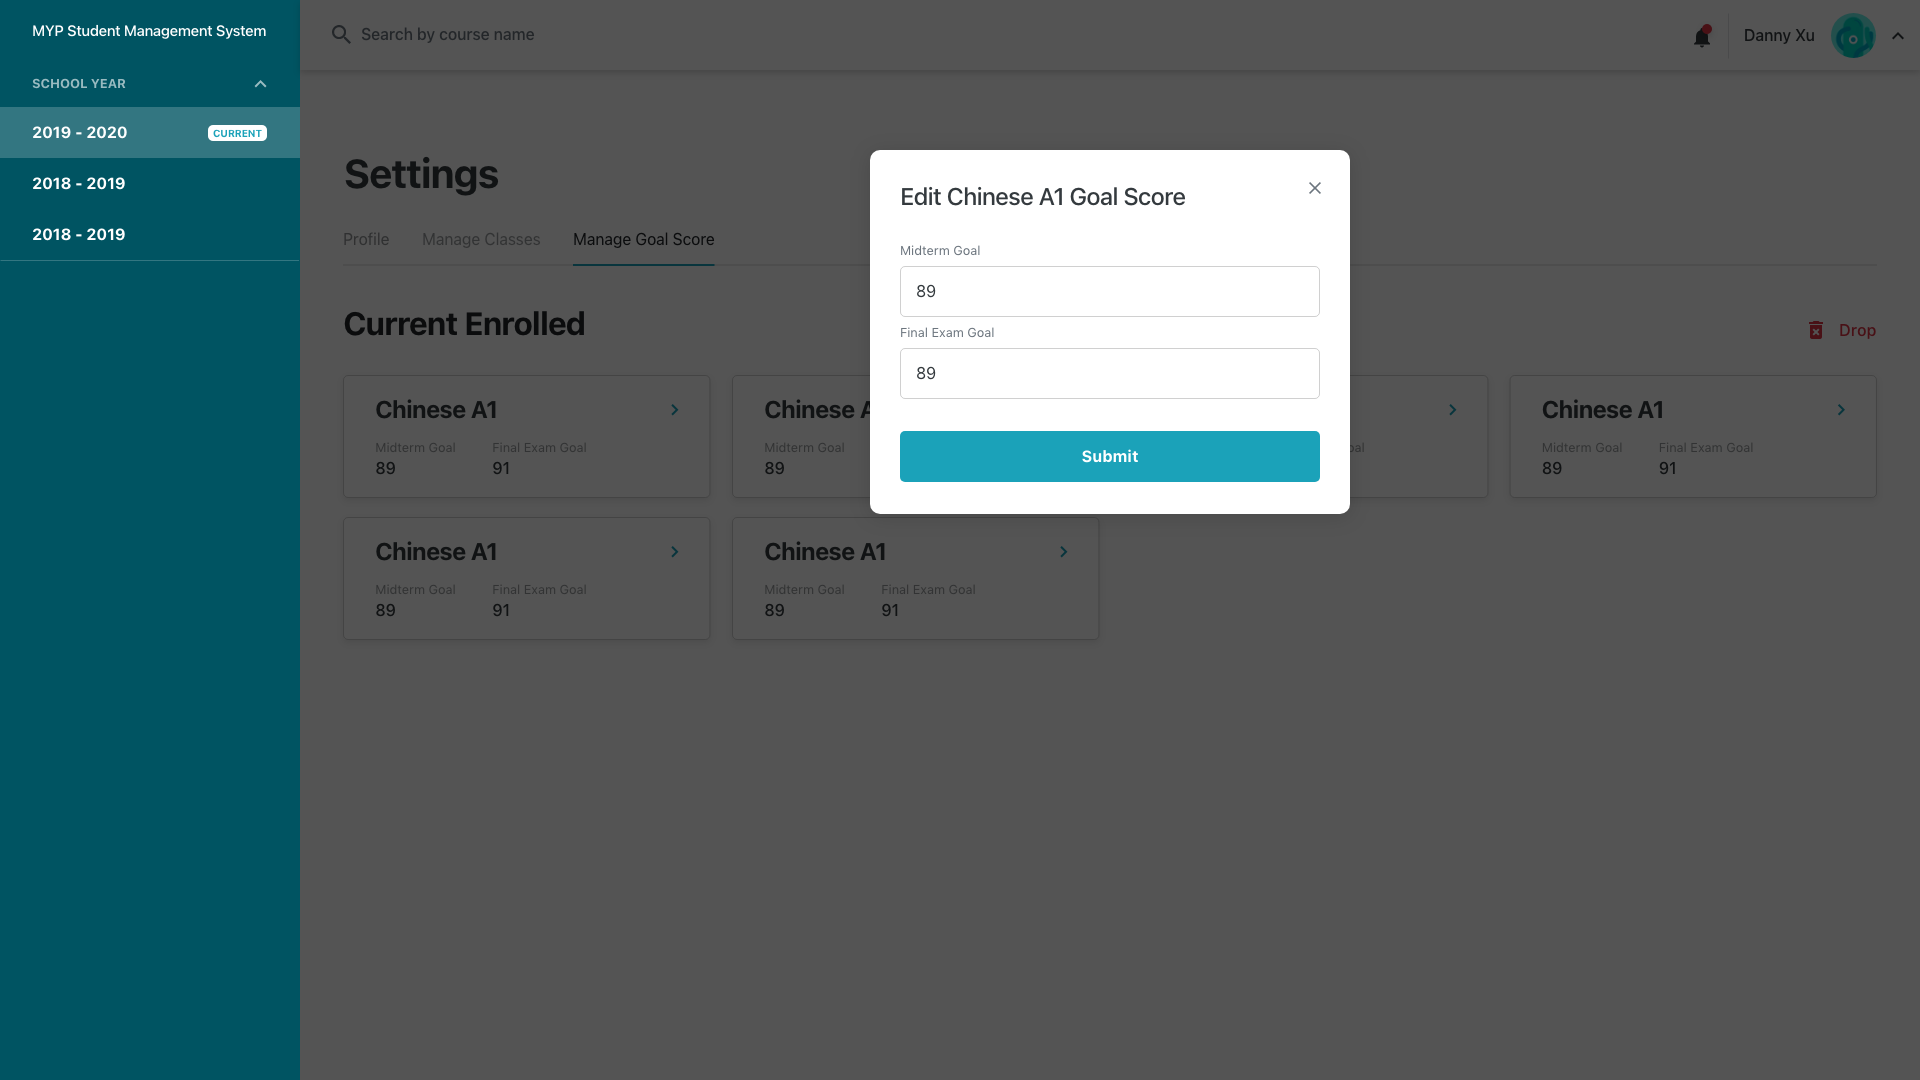 MYP Student Management System
SCHOOL YEAR
2019 - 2020 CURRENT
2018 - 2019
2018 - 2019
Search by course name
Danny Xu
Settings
Profile Manage Classes Manage Goal Score
Current Enrolled
Drop
Edit Chinese A1 Goal Score
Midterm Goal
89
Final Exam Goal
89
Submit
Chinese A1
Midterm Goal Final Exam Goal
89 91
Chinese
Midterm Goal
89
Chinese A1
Midterm Goal Final Exam Goal
89 91
Chinese A1
Midterm Goal Final Exam Goal
89 91
Chinese A1
Midterm Goal Final Exam Goal
89 91